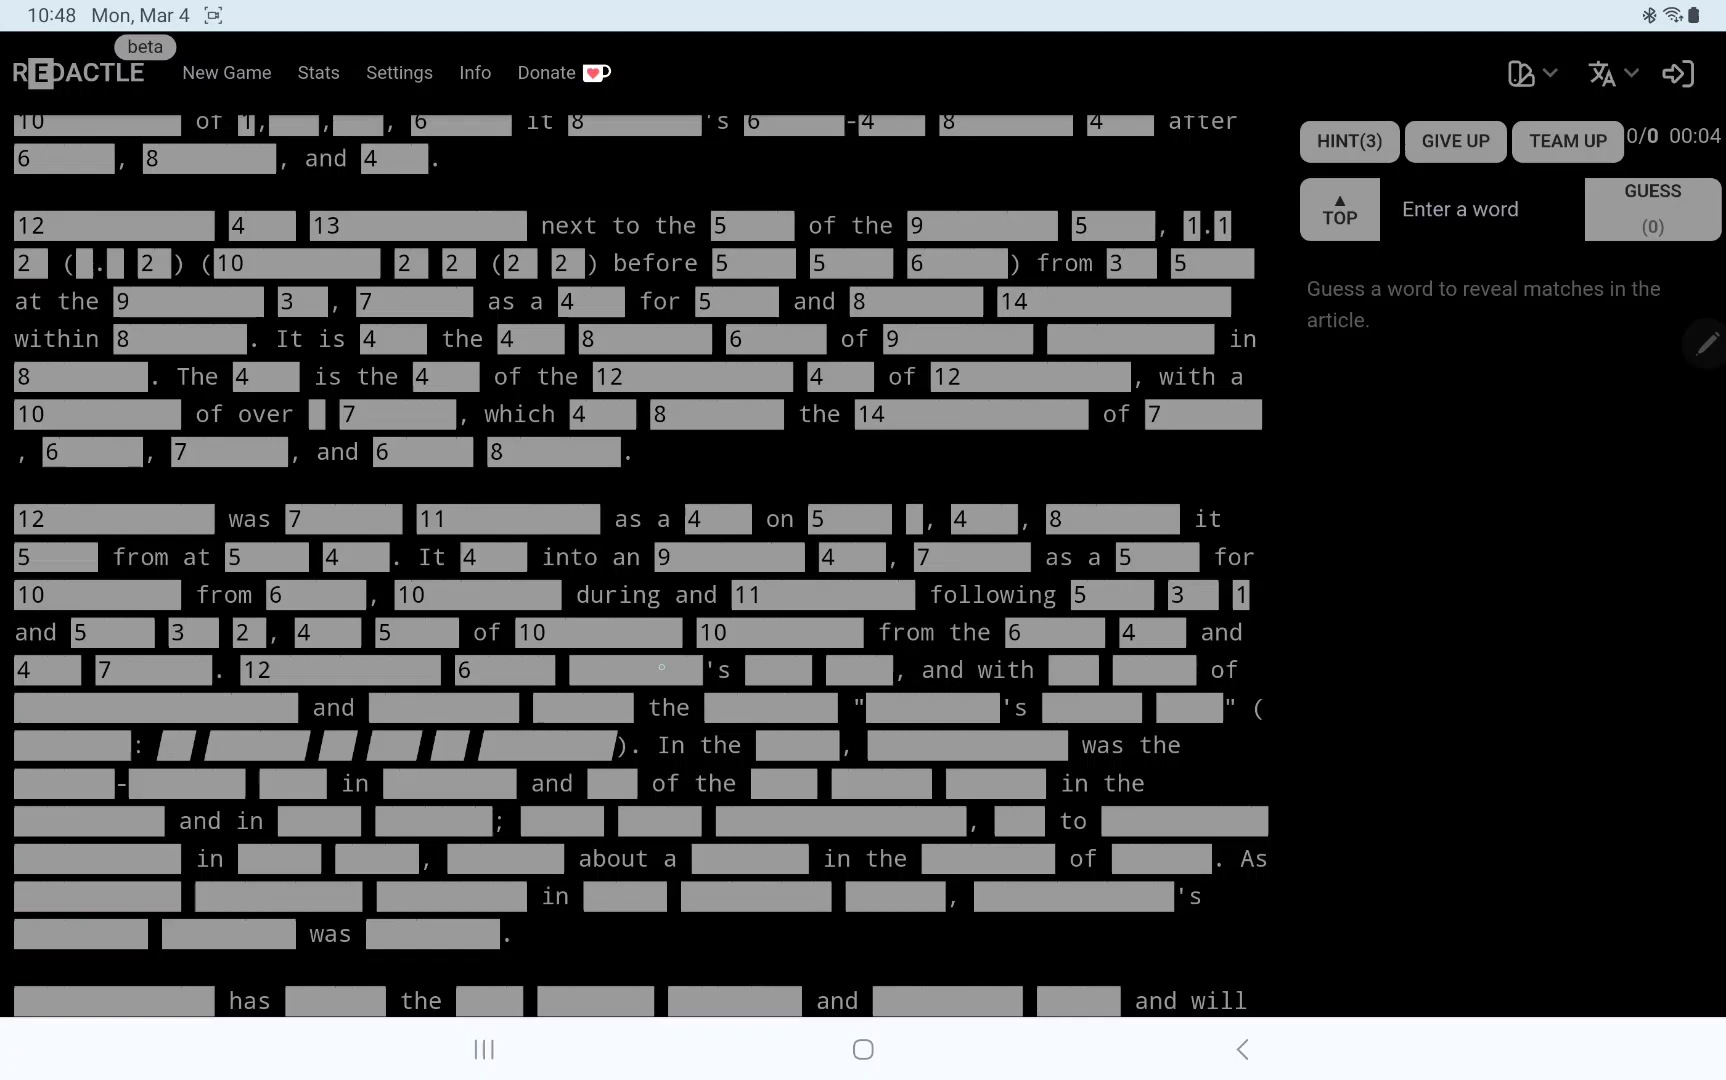 10:48 Mon, Mar 4
beta
REDACTLE New Game Stats Settings Info Donate
10 of 1, , , 6 it 8 's 6-4 8 4 after
6, 8, and 4.
12 4 13 next to the 5 of the 9 5, 1.1
2 ( . 2) (10 2 2 (2 2) before 5 5 6) from 3 5
at the 9 3, 7 as a 4 for 5 and 8 14
within 8. It is 4 the 4 8 6 of 9 in
8. The 4 is the 4 of the 12 4 of 12, with a
10 of over 7, which 4 8 the 14 of 7
, 6, 7, and 6 8.
12 was 7 11 as a 4 on 5 , 4, 8 it
5 from at 5 4. It 4 into an 9 4, 7 as a 5 for
10 from 6, 10 during and 11 following 5 3 1
and 5 3 2, 4 5 of 10 10 from the 6 4 and
4 7. 12 6 's , and with of
and the " 's " (
: ). In the , was the
- in and of the in the
and in ; , to
in , about a in the of . As
in , 's
was .
has the and and will
HINT(3) GIVE UP TEAM UP 0/0 00:04
▲
TOP Enter a word GUESS
(0)
Guess a word to reveal matches in the
article.